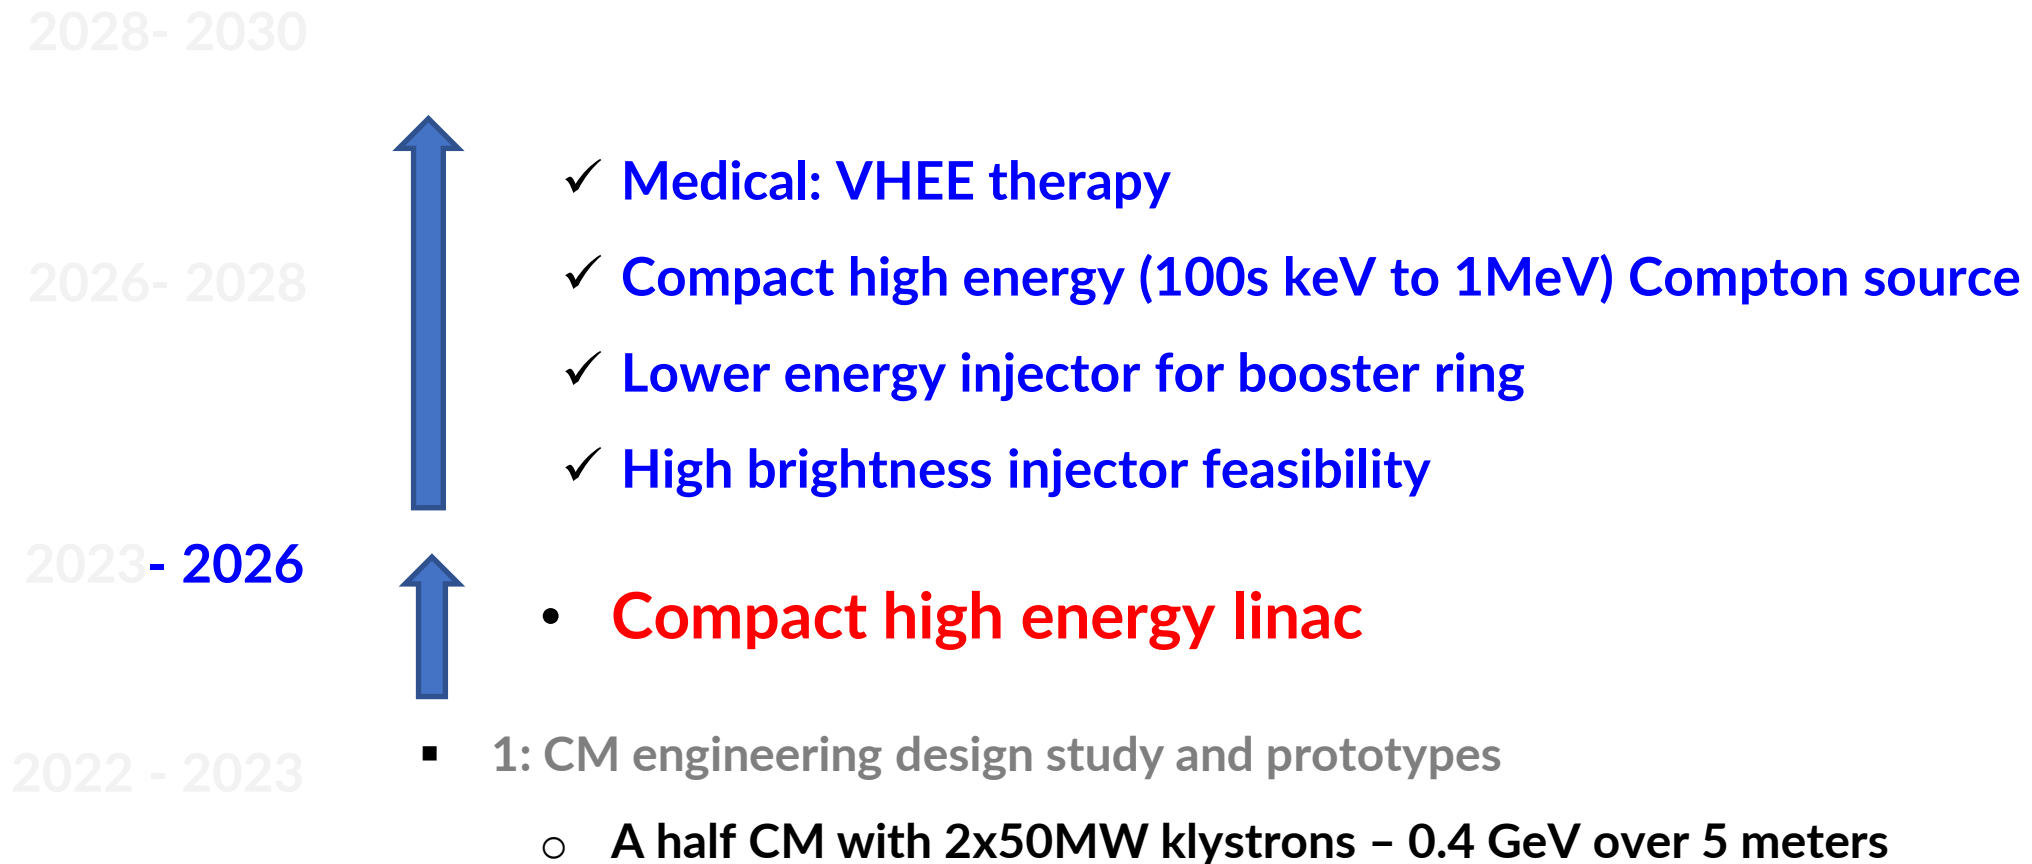 2028- 2030
✓ Medical: VHEE therapy
2026- 2028
✓ Compact high energy (100s keV to 1MeV) Compton source
✓ Lower energy injector for booster ring
✓ High brightness injector feasibility
2023- 2026
• Compact high energy linac
2022 - 2023
▪ 1: CM engineering design study and prototypes
○ A half CM with 2x50MW klystrons – 0.4 GeV over 5 meters